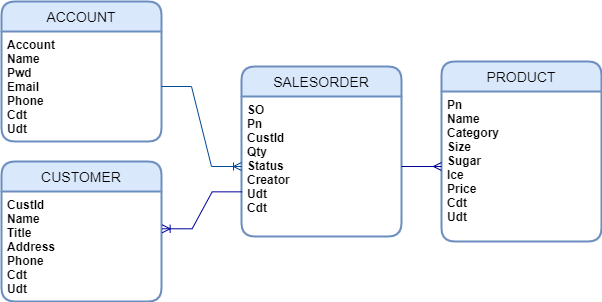 ACCOUNT
Account
Name
Pwd
Email
Phone
Cdt
Udt
CUSTOMER
CustId
Name
Title
Address
Phone
Cdt
Udt
SALESORDER
SO
Pn
CustId
Qty
Status
Creator
Udt
Cdt
PRODUCT
Pn
Name
Category
Size
Sugar
Ice
Price
Cdt
Udt